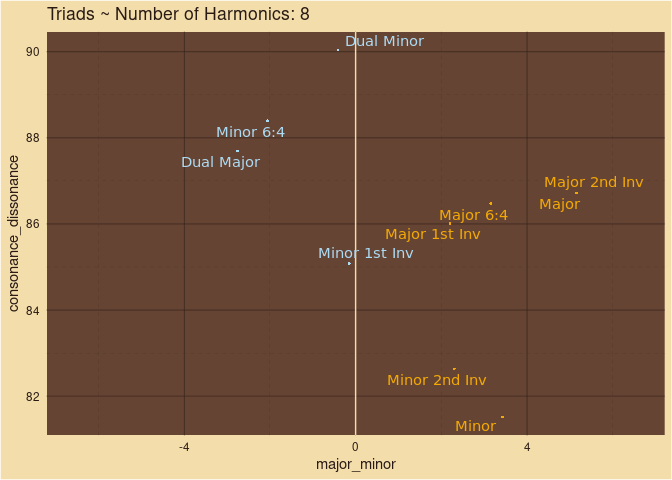 Triads ~ Number of Harmonics: 8
90
Dual Minor
88
Minor 6:4
Dual Major
Major 2nd Inv
Major
86
Major 6:4
Major 1st Inv
Minor 1st Inv
84
Minor 2nd Inv
82
Minor
consonance_dissonance
-4
0
4
major_minor